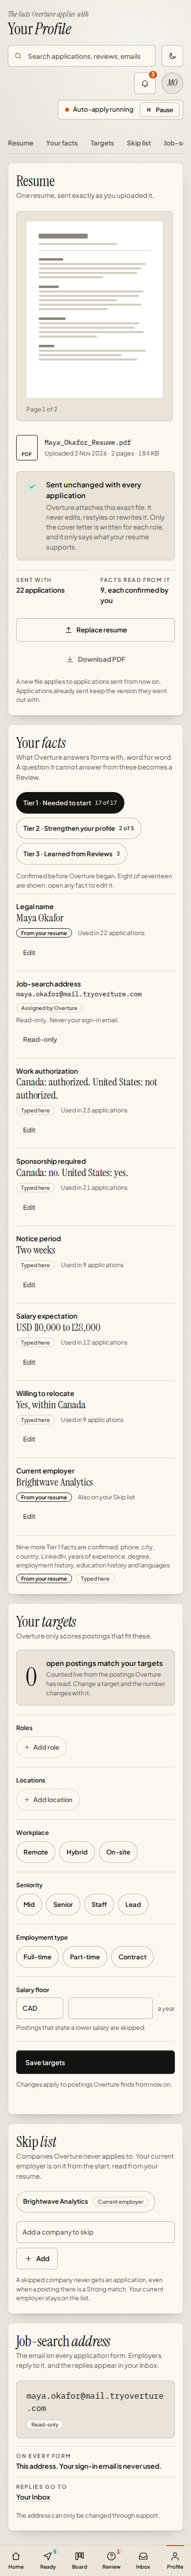 The facts Overture applies with
Your Profile
Search applications, reviews, emails
3
MO
Auto-apply running
Pause
Resume
Your facts
Targets
Skip list
Job-s
Resume
One resume, sent exactly as you uploaded it.
Page 1 of 2
PDF
Maya_Okafor_Resume.pdf
Uploaded 3 Nov 2026 · 2 pages · 184 KB
Sent unchanged with every
application
Overture attaches this exact file. It
never edits, restyles or rewrites it. Only
the cover letter is written for each role,
and it only says what your resume
supports.
SENT WITH
22 applications
FACTS READ FROM IT
9, each confirmed by
you
Replace resume
Download PDF
A new file applies to applications sent from now on.
Applications already sent keep the version they went
out with.
Your facts
What Overture answers forms with, word for word.
A question it cannot answer from these becomes a
Review.
Tier 1 · Needed to start 17 of 17
Tier 2 · Strengthen your profile 2 of 5
Tier 3 · Learned from Reviews 3
Confirmed before Overture began. Eight of seventeen
are shown; open any fact to edit it.
Legal name
Maya Okafor
From your resume
Used in 22 applications
Edit
Job-search address
maya.okafor@mail.tryoverture.com
Assigned by Overture
Read-only. Never your sign-in email.
Read-only
Work authorization
Canada: authorized. United States: not
authorized.
Typed here
Used in 23 applications
Edit
Sponsorship required
Canada: no. United States: yes.
Typed here
Used in 21 applications
Edit
Notice period
Two weeks
Typed here
Used in 9 applications
Edit
Salary expectation
USD 110,000 to 128,000
Typed here
Used in 12 applications
Edit
Willing to relocate
Yes, within Canada
Typed here
Used in 9 applications
Edit
Current employer
Brightwave Analytics
From your resume
Also on your Skip list
Edit
Nine more Tier 1 facts are confirmed: phone, city,
country, LinkedIn, years of experience, degree,
employment history, education history and languages.
From your resume
Typed here
Your targets
Overture only scores postings that fit these.
0
open postings match your targets
Counted live from the postings Overture
has read. Change a target and the number
changes with it.
Roles
Add role
Locations
Add location
Workplace
Remote
Hybrid
On-site
Seniority
Mid
Senior
Staff
Lead
Employment type
Full-time
Part-time
Contract
Salary floor
CAD
a year
Postings that state a lower salary are skipped.
Save targets
Changes apply to postings Overture finds from now on.
Skip list
Companies Overture never applies to. Your current
employer is on it from the start, read from your
resume.
Brightwave Analytics
Current employer
Add a company to skip
Add
A skipped company never gets an application, even
when a posting there is a Strong match. Your current
employer stays on the list.
Job-search address
The email on every application form. Employers
reply to it, and the replies appear in your Inbox.
maya.okafor@mail.tryoverture
.com
Read-only
ON EVERY FORM
This address. Your sign-in email is never used.
REPLIES GO TO
Your Inbox
The address can only be changed through support.
Home
Ready
Board
1
Review
Inbox
Profile